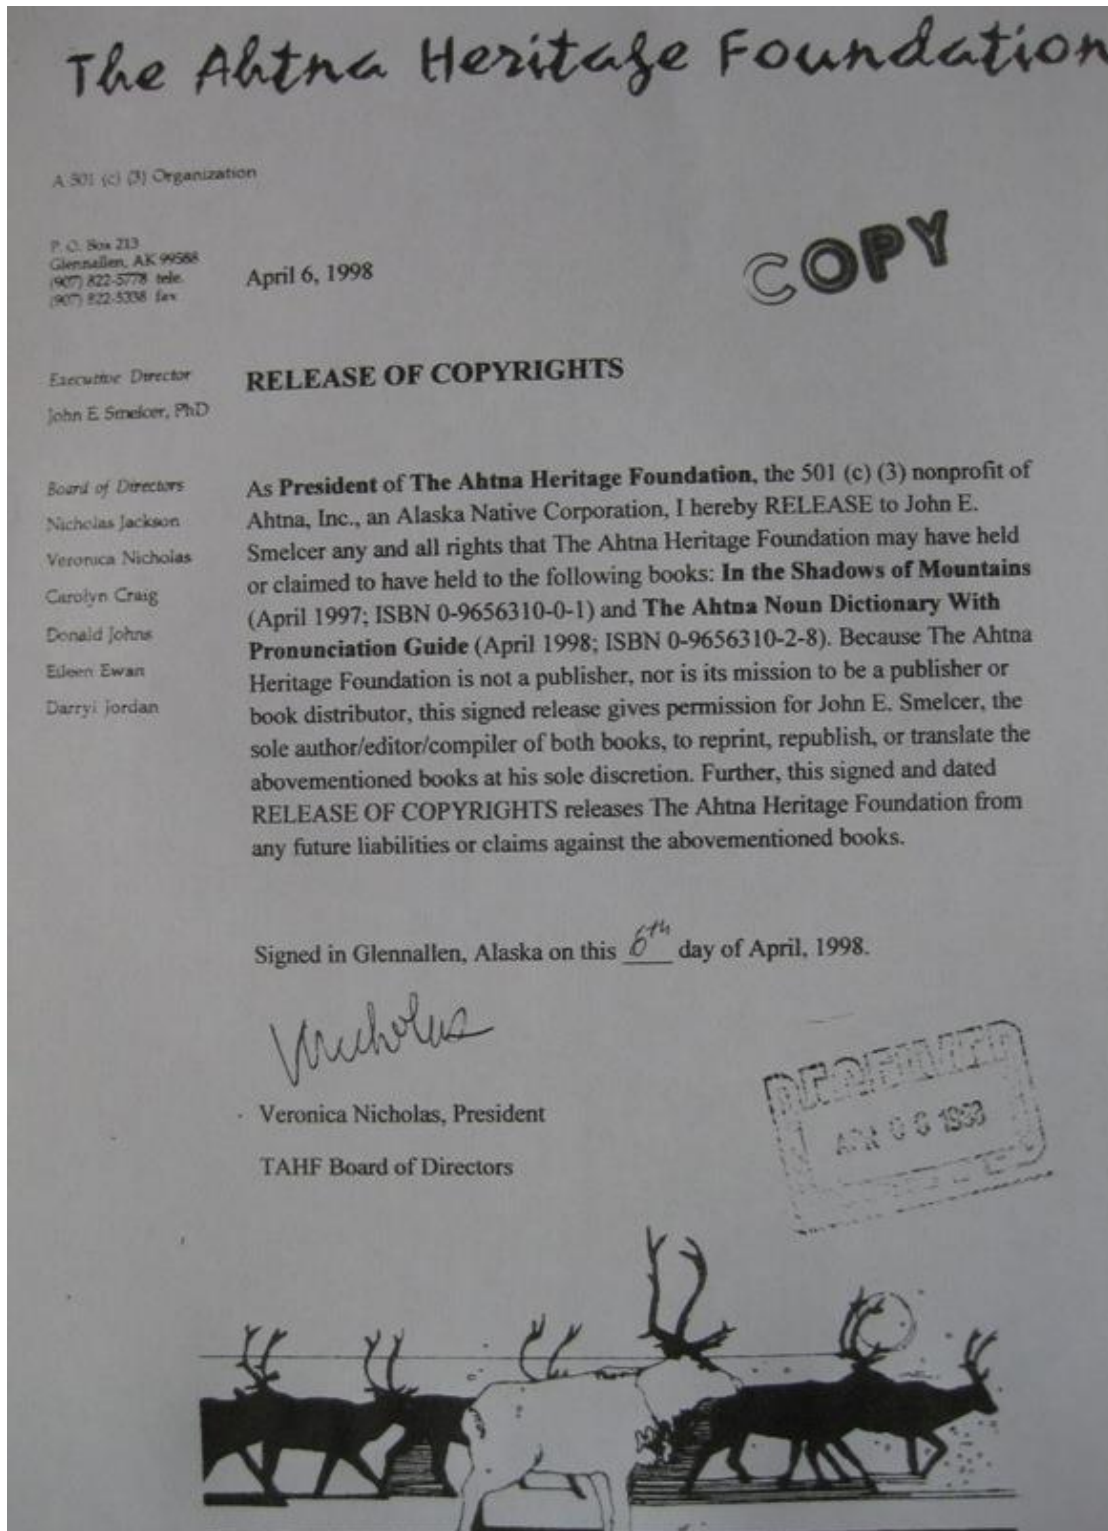 The Ahtna Heritage Foundation
A 501 (c) (3) Organization
P. O. Box 213
Glennallen, AK 99588
(907) 822-5778 tele.
(907) 822-5338 fax
April 6, 1998
COPY
Executive Director
John E Smelcer, PhD
RELEASE OF COPYRIGHTS
Board of Directors
Nicholas Jackson
Veronica Nicholas
Carolyn Craig
Donald Johns
Eileen Ewan
Darryl Jordan
As President of The Ahtna Heritage Foundation, the 501 (c) (3) nonprofit of
Ahtna, Inc., an Alaska Native Corporation, I hereby RELEASE to John E.
Smelcer any and all rights that The Ahtna Heritage Foundation may have held
or claimed to have held to the following books: In the Shadows of Mountains
(April 1997; ISBN 0-9656310-0-1) and The Ahtna Noun Dictionary With
Pronunciation Guide (April 1998; ISBN 0-9656310-2-8). Because The Ahtna
Heritage Foundation is not a publisher, nor is its mission to be a publisher or
book distributor, this signed release gives permission for John E. Smelcer, the
sole author/editor/compiler of both books, to reprint, republish, or translate the
abovementioned books at his sole discretion. Further, this signed and dated
RELEASE OF COPYRIGHTS releases The Ahtna Heritage Foundation from
any future liabilities or claims against the abovementioned books.
Signed in Glennallen, Alaska on this 6th day of April, 1998.
VNicholas
Veronica Nicholas, President
TAHF Board of Directors
APR 06 1998